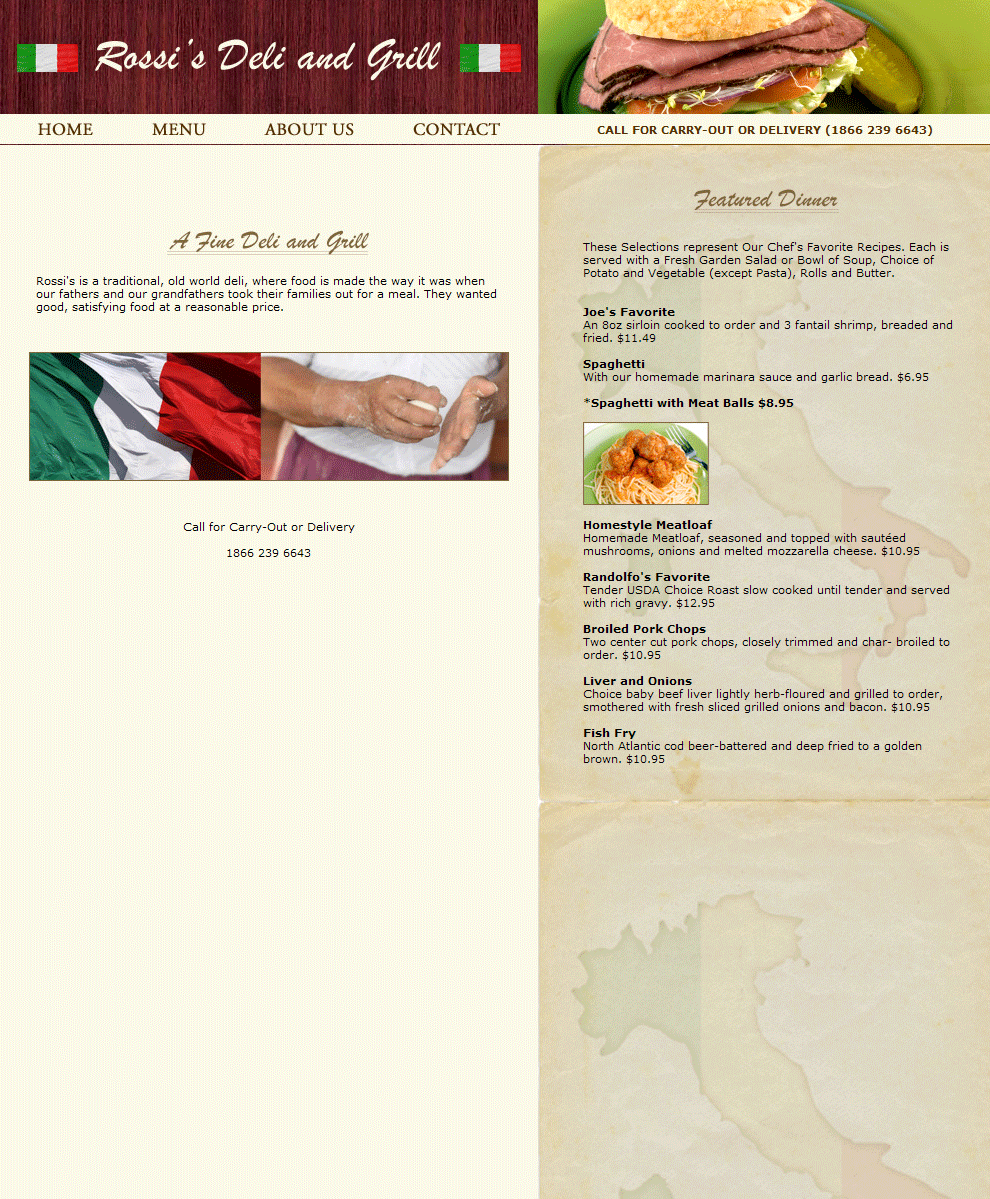 Rossi's Deli and Grill
HOME MENU ABOUT US CONTACT
CALL FOR CARRY-OUT OR DELIVERY (1866 239 6643)
A Fine Deli and Grill
Rossi's is a traditional, old world deli, where food is made the way it was when
our fathers and our grandfathers took their families out for a meal. They wanted
good, satisfying food at a reasonable price.
Call for Carry-Out or Delivery
1866 239 6643
Featured Dinner
These Selections represent Our Chef's Favorite Recipes. Each is
served with a Fresh Garden Salad or Bowl of Soup, Choice of
Potato and Vegetable (except Pasta), Rolls and Butter.
Joe's Favorite
An 8oz sirloin cooked to order and 3 fantail shrimp, breaded and
fried. $11.49
Spaghetti
With our homemade marinara sauce and garlic bread. $6.95
*Spaghetti with Meat Balls $8.95
Homestyle Meatloaf
Homemade Meatloaf, seasoned and topped with sautéed
mushrooms, onions and melted mozzarella cheese. $10.95
Randolfo's Favorite
Tender USDA Choice Roast slow cooked until tender and served
with rich gravy. $12.95
Broiled Pork Chops
Two center cut pork chops, closely trimmed and char- broiled to
order. $10.95
Liver and Onions
Choice baby beef liver lightly herb-floured and grilled to order,
smothered with fresh sliced grilled onions and bacon. $10.95
Fish Fry
North Atlantic cod beer-battered and deep fried to a golden
brown. $10.95